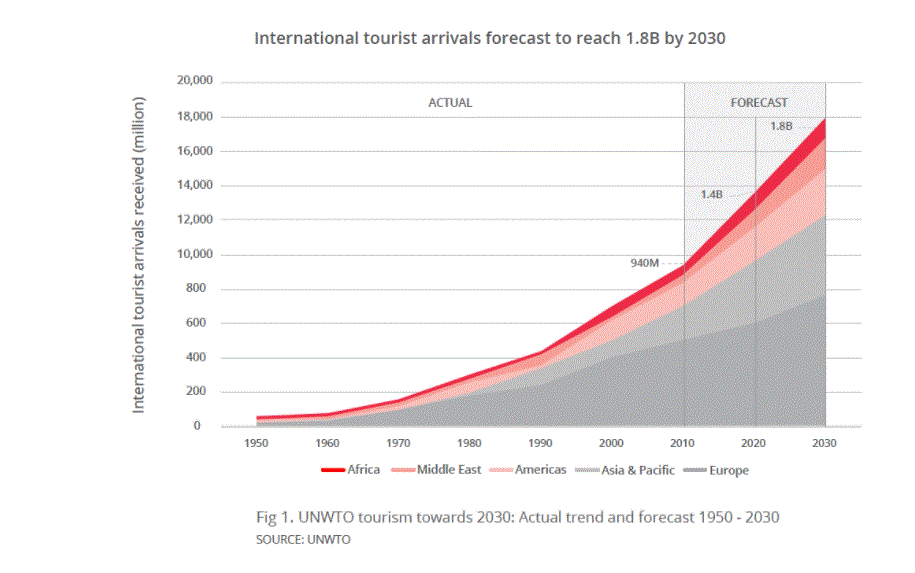 International tourist arrivals forecast to reach 1.8B by 2030
International tourist arrivals received (million)
20,000
18,000
16,000
14,000
12,000
10,000
800
600
400
200
0
ACTUAL
FORECAST
1.8B
1.4B
940M
1950 1960 1970 1980 1990 2000 2010 2020 2030
Africa Middle East Americas Asia & Pacific Europe
Fig 1. UNWTO tourism towards 2030: Actual trend and forecast 1950 - 2030
SOURCE: UNWTO